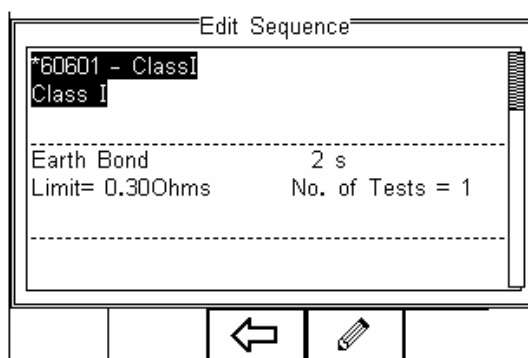 Edit Sequence
*60601 - ClassI
Class I
Earth Bond 2 s
Limit= 0.30Ohms No. of Tests = 1